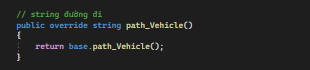 // string đường đi
public override string path_Vehicle()
{
return base.path_Vehicle();
}